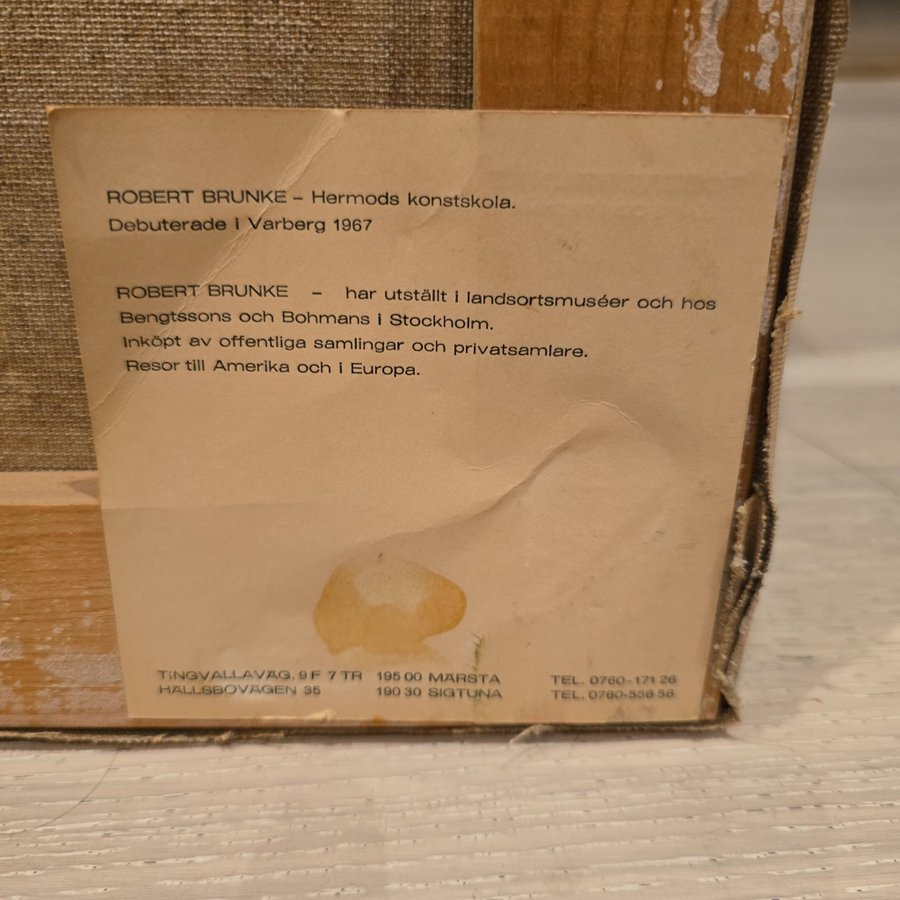 ROBERT BRUNKE – Hermods konstskola.
Debuterade i Varberg 1967
ROBERT BRUNKE – har utställt i landsortsmuséer och hos
Bengtssons och Bohmans i Stockholm.
Inköpt av offentliga samlingar och privatsamlare.
Resor till Amerika och i Europa.
TINGVALLAVÄG. 9 F 7 TR 195 00 MÄRSTA TEL. 0760-171 26
HÄLLSBOVÄGEN 35 190 30 SIGTUNA TEL. 0760-556 56